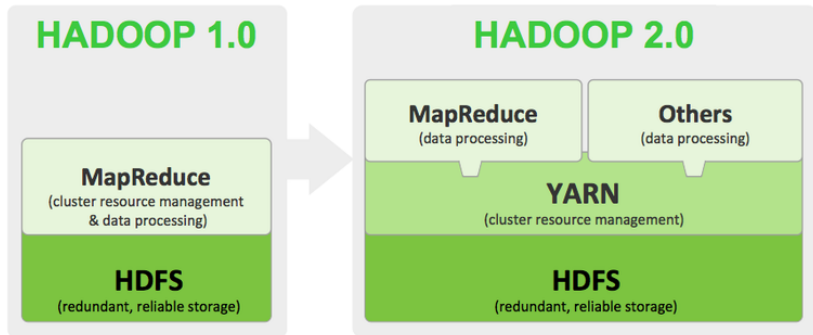 HADOOP 1.0
MapReduce
(cluster resource management
& data processing)
HDFS
(redundant, reliable storage)
HADOOP 2.0
MapReduce
(data processing)
Others
(data processing)
YARN
(cluster resource management)
HDFS
(redundant, reliable storage)